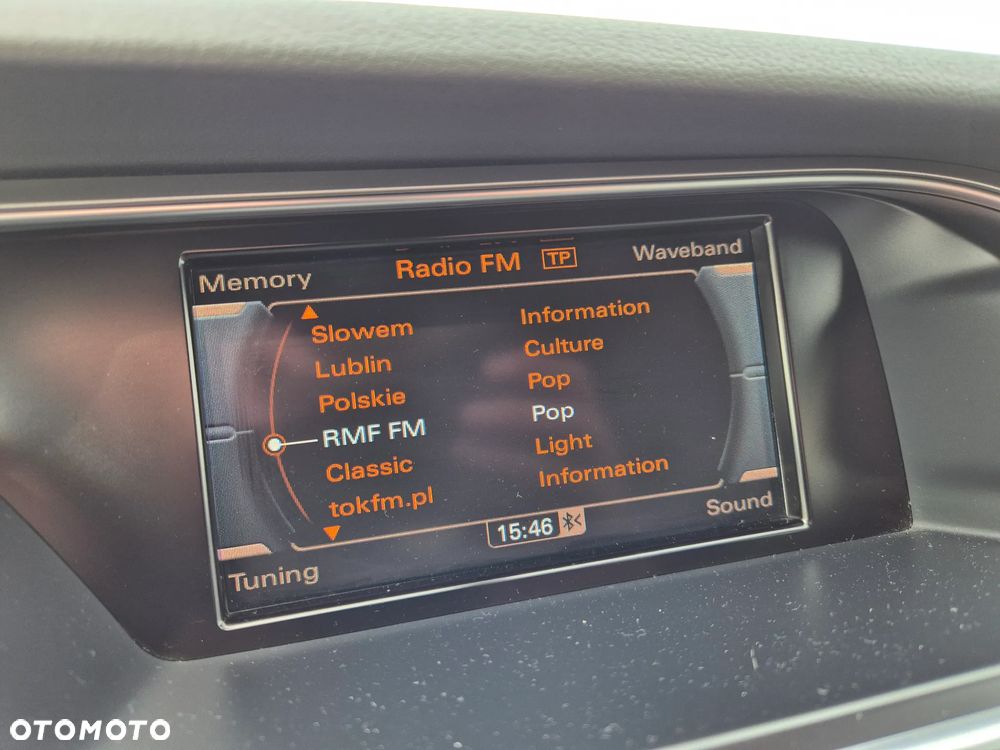 Memory Radio FM TP Waveband
Slowem Information
Lublin Culture
Polskie Pop
RMF FM Pop
Classic Light
tokfm.pl Information
Tuning 15:46 Sound
OTOMOTO